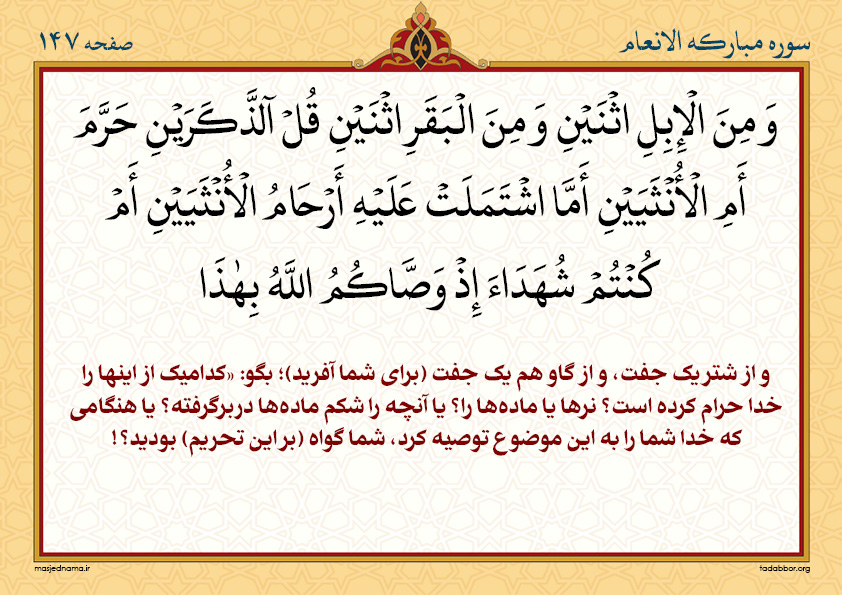 سوره مبارکه الانعام
صفحه ۱۴۷
وَ مِنَ الْإِبِلِ اثْنَيْنِ وَ مِنَ الْبَقَرِ اثْنَيْنِ قُلْ آلذَّكَرَيْنِ حَرَّمَ
أَمِ الْأُنْثَيَيْنِ أَمَّا اشْتَمَلَتْ عَلَيْهِ أَرْحَامُ الْأُنْثَيَيْنِ أَمْ
كُنْتُمْ شُهَدَاءَ إِذْ وَصَّاكُمُ اللَّهُ بِهٰذَا
و از شتر یک جفت، و از گاو هم یک جفت (برای شما آفرید)؛ بگو: «کدامیک از اینها را
خدا حرام کرده است؟ نرها یا ماده‌ها را؟ یا آنچه را شکم ماده‌ها دربرگرفته؟ یا هنگامی
که خدا شما را به این موضوع توصیه کرد، شما گواه (بر این تحریم) بودید؟!
masjednama.ir
tadabbor.org